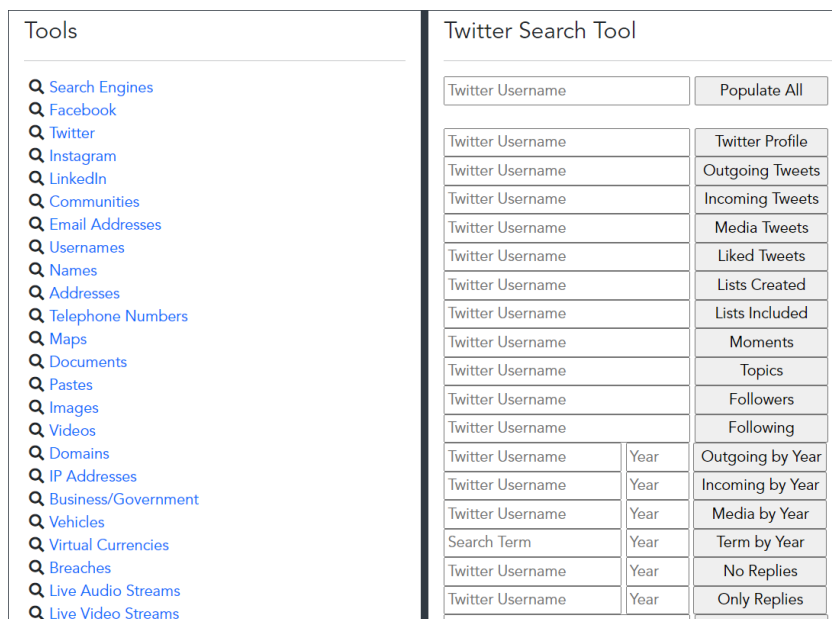 Tools
Search Engines
Facebook
Twitter
Instagram
LinkedIn
Communities
Email Addresses
Usernames
Names
Addresses
Telephone Numbers
Maps
Documents
Pastes
Images
Videos
Domains
IP Addresses
Business/Government
Vehicles
Virtual Currencies
Breaches
Live Audio Streams
Live Video Streams
Twitter Search Tool
Twitter Username Populate All
Twitter Username Twitter Profile
Twitter Username Outgoing Tweets
Twitter Username Incoming Tweets
Twitter Username Media Tweets
Twitter Username Liked Tweets
Twitter Username Lists Created
Twitter Username Lists Included
Twitter Username Moments
Twitter Username Topics
Twitter Username Followers
Twitter Username Following
Twitter Username Year Outgoing by Year
Twitter Username Year Incoming by Year
Twitter Username Year Media by Year
Search Term Year Term by Year
Twitter Username Year No Replies
Twitter Username Year Only Replies